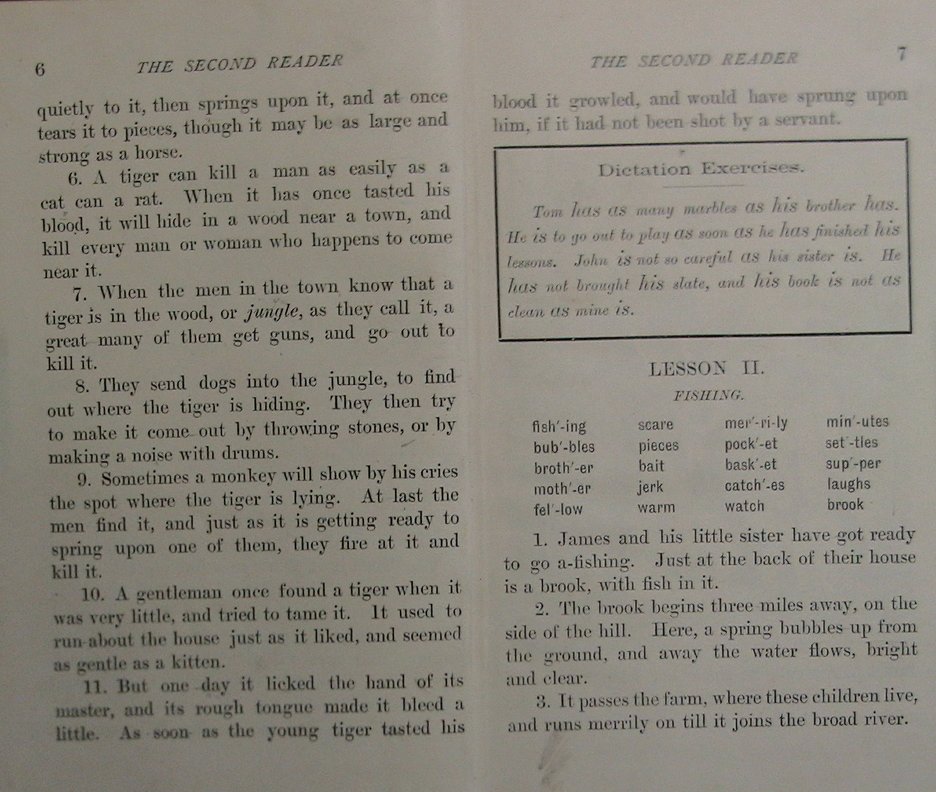 6
THE SECOND READER
quietly to it, then springs upon it, and at once
tears it to pieces, though it may be as large and
strong as a horse.
6. A tiger can kill a man as easily as a
cat can a rat. When it has once tasted his
blood, it will hide in a wood near a town, and
kill every man or woman who happens to come
near it.
7. When the men in the town know that a
tiger is in the wood, or jungle, as they call it, a
great many of them get guns, and go out to
kill it.
8. They send dogs into the jungle, to find
out where the tiger is hiding. They then try
to make it come out by throwing stones, or by
making a noise with drums.
9. Sometimes a monkey will show by his cries
the spot where the tiger is lying. At last the
men find it, and just as it is getting ready to
spring upon one of them, they fire at it and
kill it.
10. A gentleman once found a tiger when it
was very little, and tried to tame it. It used to
run about the house just as it liked, and seemed
as gentle as a kitten.
11. But one day it licked the hand of its
master, and its rough tongue made it bleed a
little. As soon as the young tiger tasted his
THE SECOND READER
7
blood it growled, and would have sprung upon
him, if it had not been shot by a servant.
Dictation Exercises.
Tom has as many marbles as his brother has.
He is to go out to play as soon as he has finished his
lessons. John is not so careful as his sister is. He
has not brought his slate, and his book is not as
clean as mine is.
LESSON II.
FISHING.
fish'-ing scare mer'-ri-ly min'-utes
bub'-bles pieces pock'-et set'-tles
broth'-er bait bask'-et sup'-per
moth'-er jerk catch'-es laughs
fel'-low warm watch brook
1. James and his little sister have got ready
to go a-fishing. Just at the back of their house
is a brook, with fish in it.
2. The brook begins three miles away, on the
side of the hill. Here, a spring bubbles up from
the ground, and away the water flows, bright
and clear.
3. It passes the farm, where these children live,
and runs merrily on till it joins the broad river.